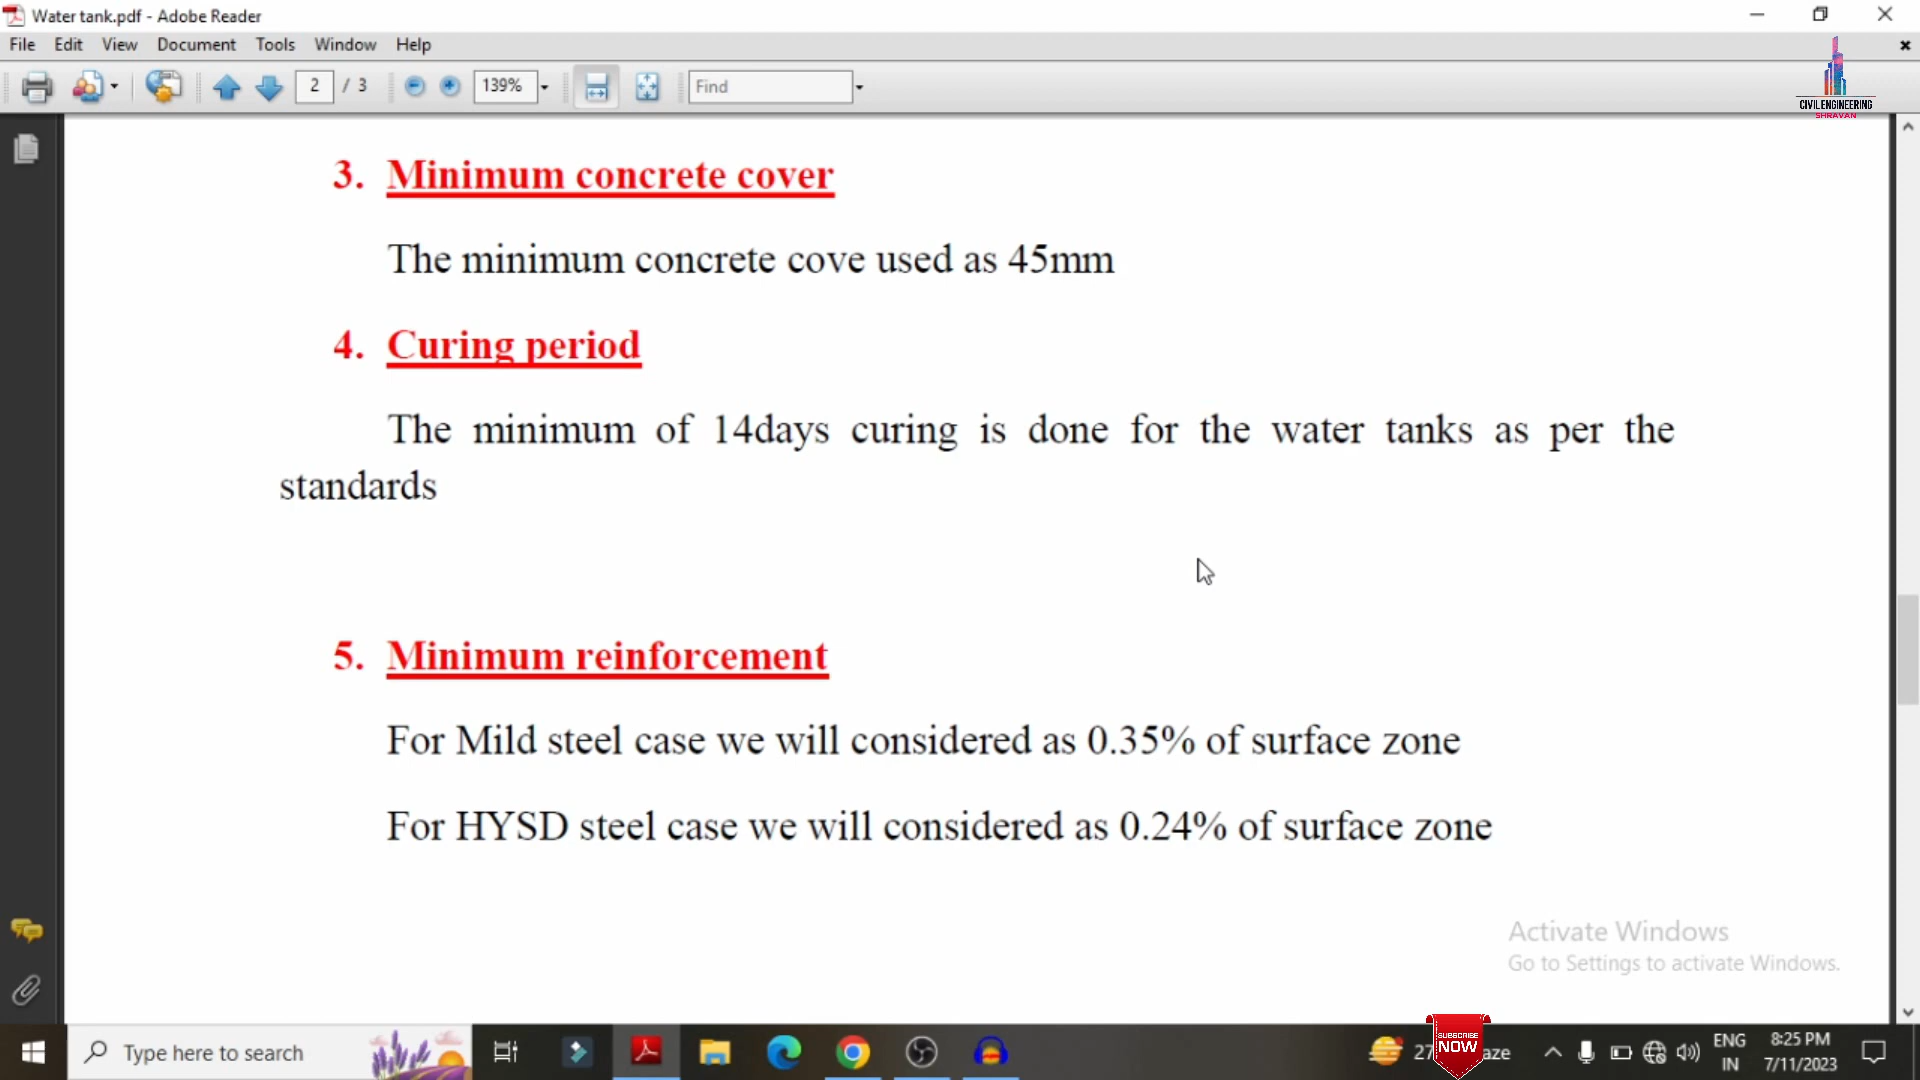 Water tank.pdf - Adobe Reader
File Edit View Document Tools Window Help
2 / 3 139% Find
CIVIL ENGINEERING
SHRAVAN
3. Minimum concrete cover
The minimum concrete cove used as 45mm
4. Curing period
The minimum of 14days curing is done for the water tanks as per the
standards
5. Minimum reinforcement
For Mild steel case we will considered as 0.35% of surface zone
For HYSD steel case we will considered as 0.24% of surface zone
Activate Windows
Go to Settings to activate Windows.
Type here to search
SUBSCRIBE
NOW
ENG
IN
8:25 PM
7/11/2023